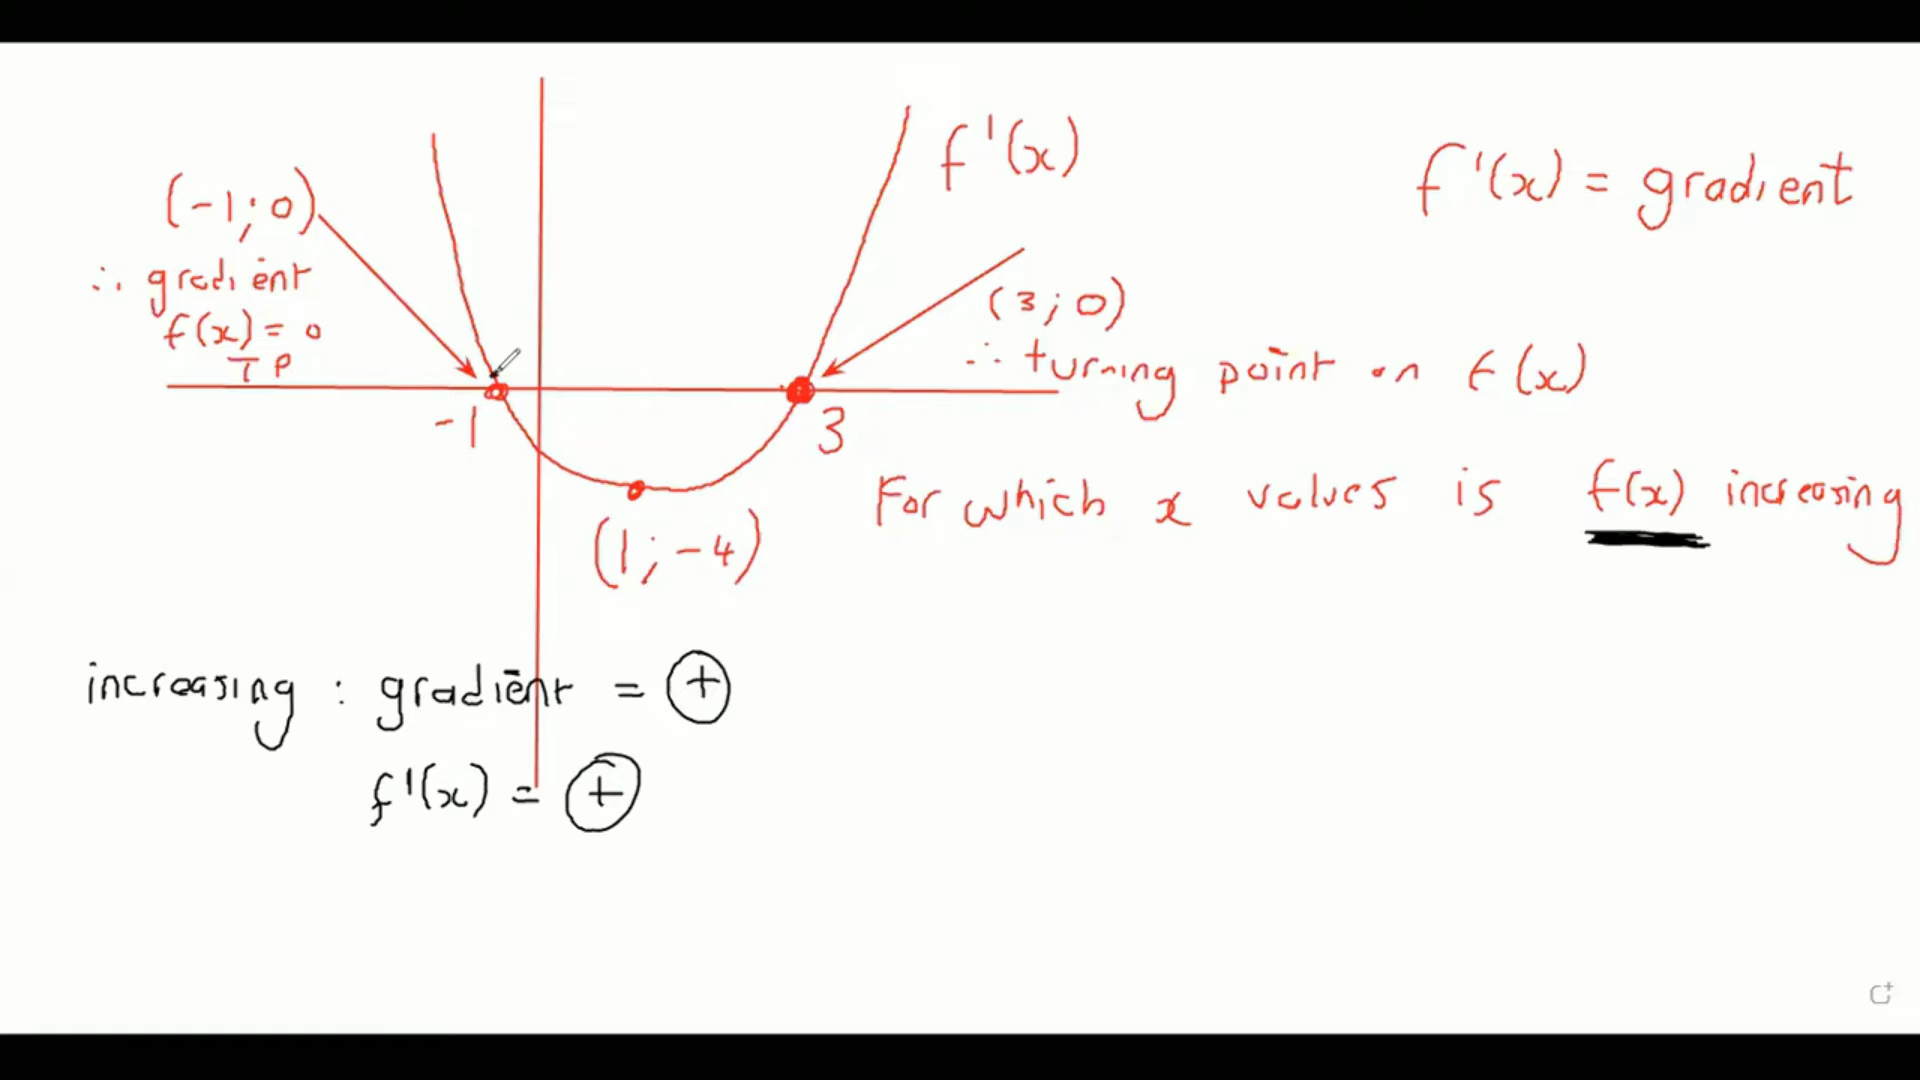 f'(x)
f'(x) = gradient
(-1;0)
∴ gradient
f(x) = 0
TP
(3;0)
∴ turning point on f(x)
-1
3
(1;-4)
For which x values is f(x) increasing
increasing : gradient = +
f'(x) = +